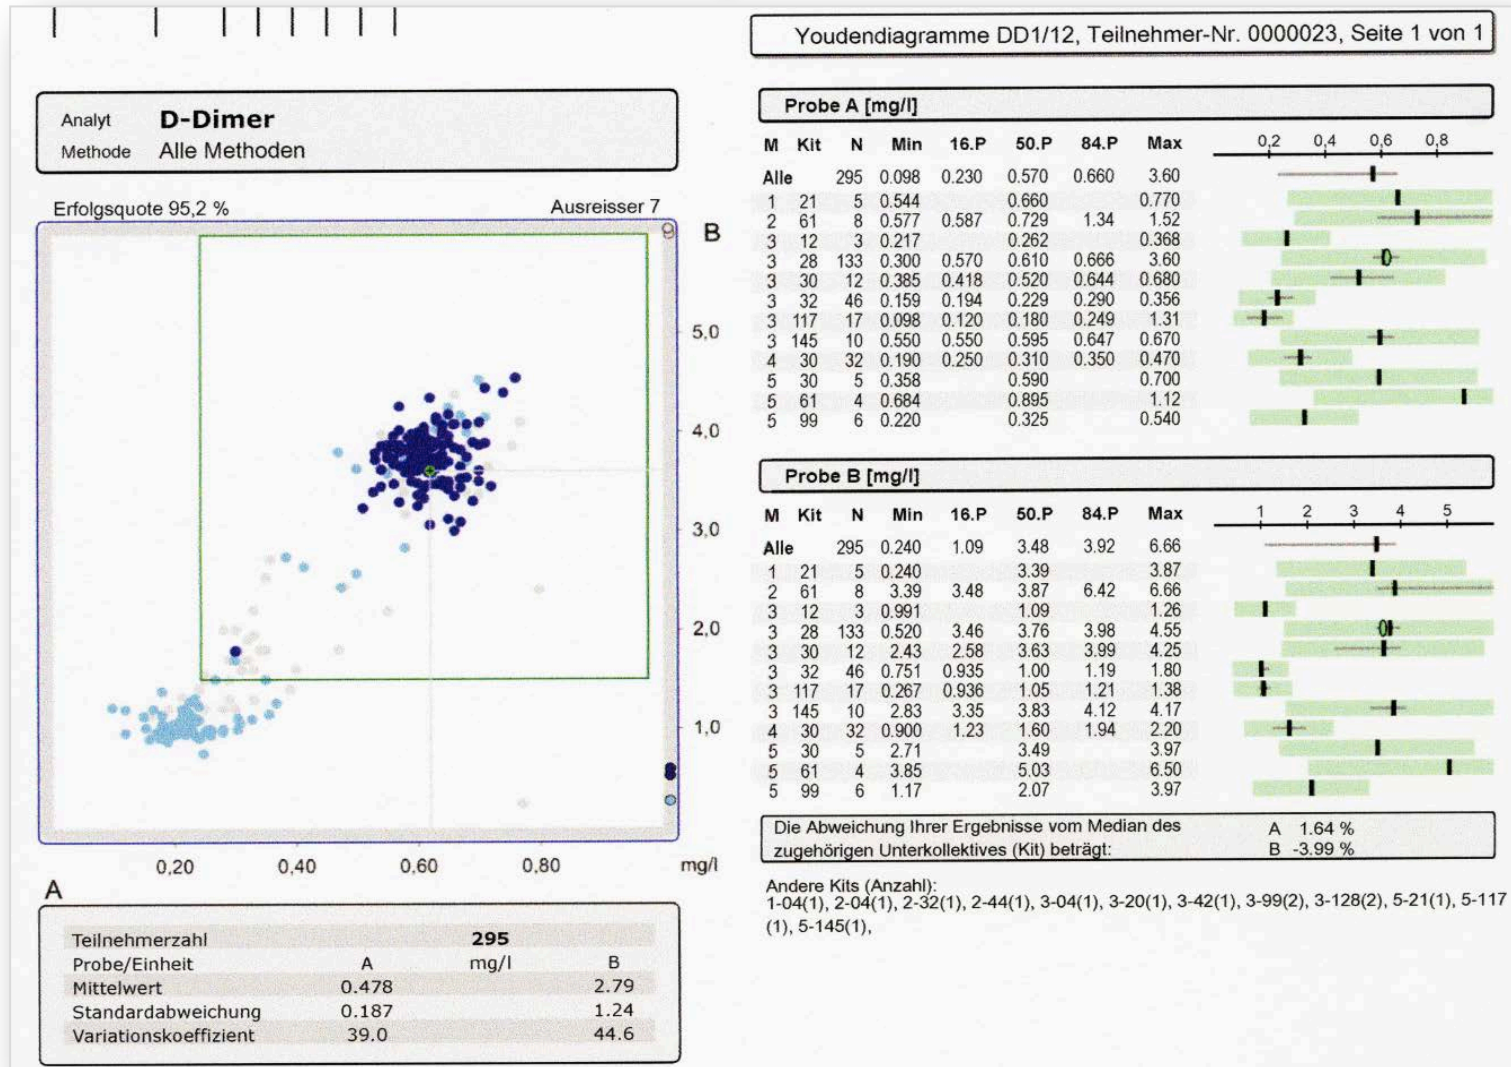 Youdendiagramme DD1/12, Teilnehmer-Nr. 0000023, Seite 1 von 1
Analyt D-Dimer
Methode Alle Methoden
Erfolgsquote 95,2 % Ausreisser 7
B
5,0
4,0
3,0
2,0
1,0
0,20 0,40 0,60 0,80 mg/l
A
Teilnehmerzahl 295
Probe/Einheit A mg/l B
Mittelwert 0.478 2.79
Standardabweichung 0.187 1.24
Variationskoeffizient 39.0 44.6
Probe A [mg/l]
M Kit N Min 16.P 50.P 84.P Max 0,2 0,4 0,6 0,8
Alle 295 0.098 0.230 0.570 0.660 3.60
1 21 5 0.544 0.660 0.770
2 61 8 0.577 0.587 0.729 1.34 1.52
3 12 3 0.217 0.262 0.368
3 28 133 0.300 0.570 0.610 0.666 3.60
3 30 12 0.385 0.418 0.520 0.644 0.680
3 32 46 0.159 0.194 0.229 0.290 0.356
3 117 17 0.098 0.120 0.180 0.249 1.31
3 145 10 0.550 0.550 0.595 0.647 0.670
4 30 32 0.190 0.250 0.310 0.350 0.470
5 30 5 0.358 0.590 0.700
5 61 4 0.684 0.895 1.12
5 99 6 0.220 0.325 0.540
Probe B [mg/l]
M Kit N Min 16.P 50.P 84.P Max 1 2 3 4 5
Alle 295 0.240 1.09 3.48 3.92 6.66
1 21 5 0.240 3.39 3.87
2 61 8 3.39 3.48 3.87 6.42 6.66
3 12 3 0.991 1.09 1.26
3 28 133 0.520 3.46 3.76 3.98 4.55
3 30 12 2.43 2.58 3.63 3.99 4.25
3 32 46 0.751 0.935 1.00 1.19 1.80
3 117 17 0.267 0.936 1.05 1.21 1.38
3 145 10 2.83 3.35 3.83 4.12 4.17
4 30 32 0.900 1.23 1.60 1.94 2.20
5 30 5 2.71 3.49 3.97
5 61 4 3.85 5.03 6.50
5 99 6 1.17 2.07 3.97
Die Abweichung Ihrer Ergebnisse vom Median des A 1.64 %
zugehörigen Unterkollektives (Kit) beträgt: B -3.99 %
Andere Kits (Anzahl):
1-04(1), 2-04(1), 2-32(1), 2-44(1), 3-04(1), 3-20(1), 3-42(1), 3-99(2), 3-128(2), 5-21(1), 5-117
(1), 5-145(1),